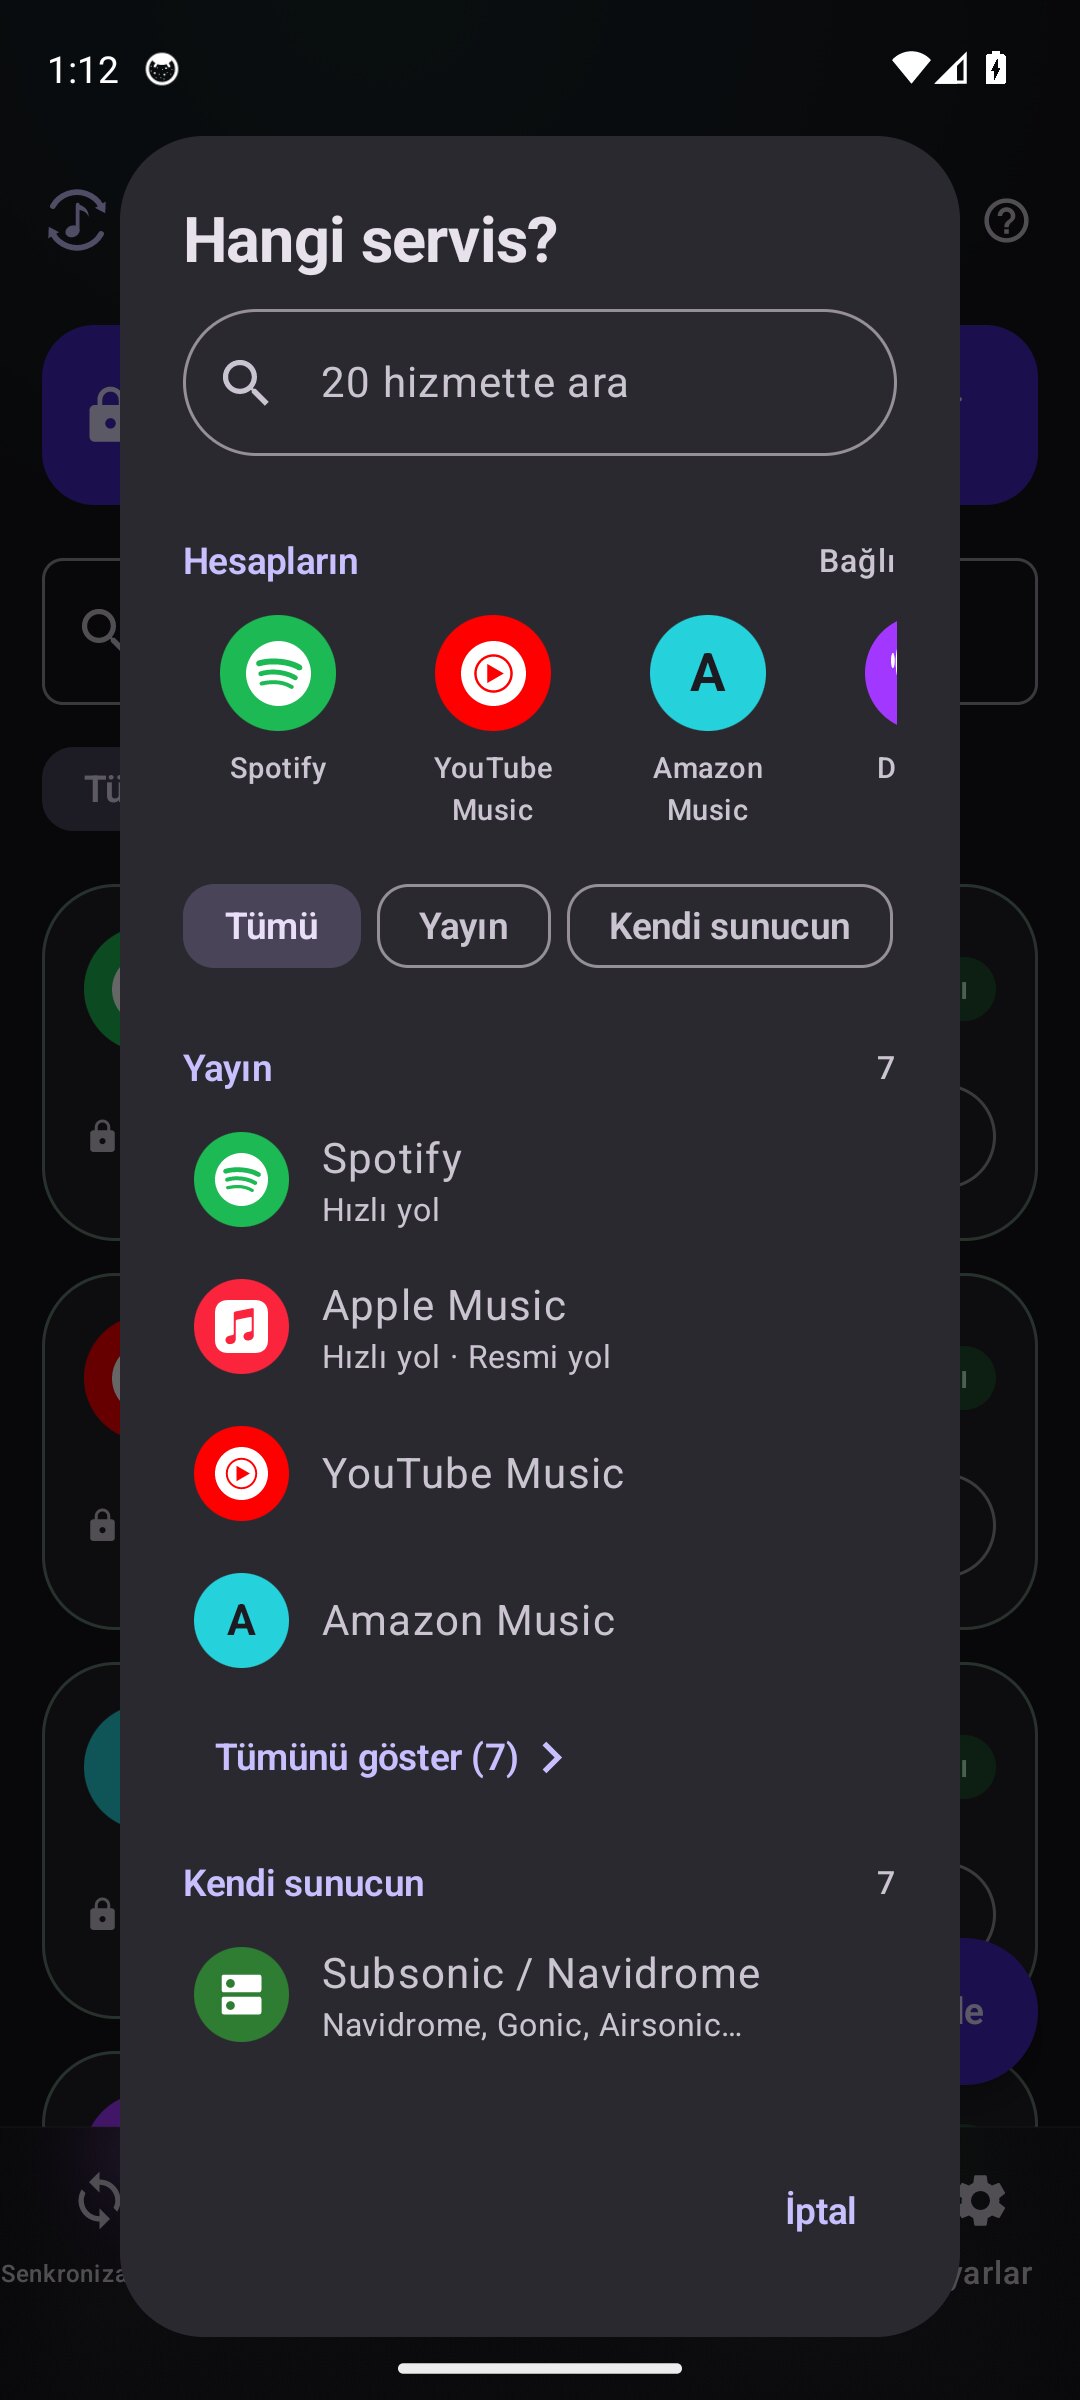 1:12
Hangi servis?
20 hizmette ara
Hesapların
Bağlı
Spotify
YouTube
Music
Amazon
Music
D
Tümü
Yayın
Kendi sunucun
Yayın
7
Spotify
Hızlı yol
Apple Music
Hızlı yol · Resmi yol
YouTube Music
A
Amazon Music
Tümünü göster (7)
Kendi sunucun
7
Subsonic / Navidrome
Navidrome, Gonic, Airsonic…
İptal